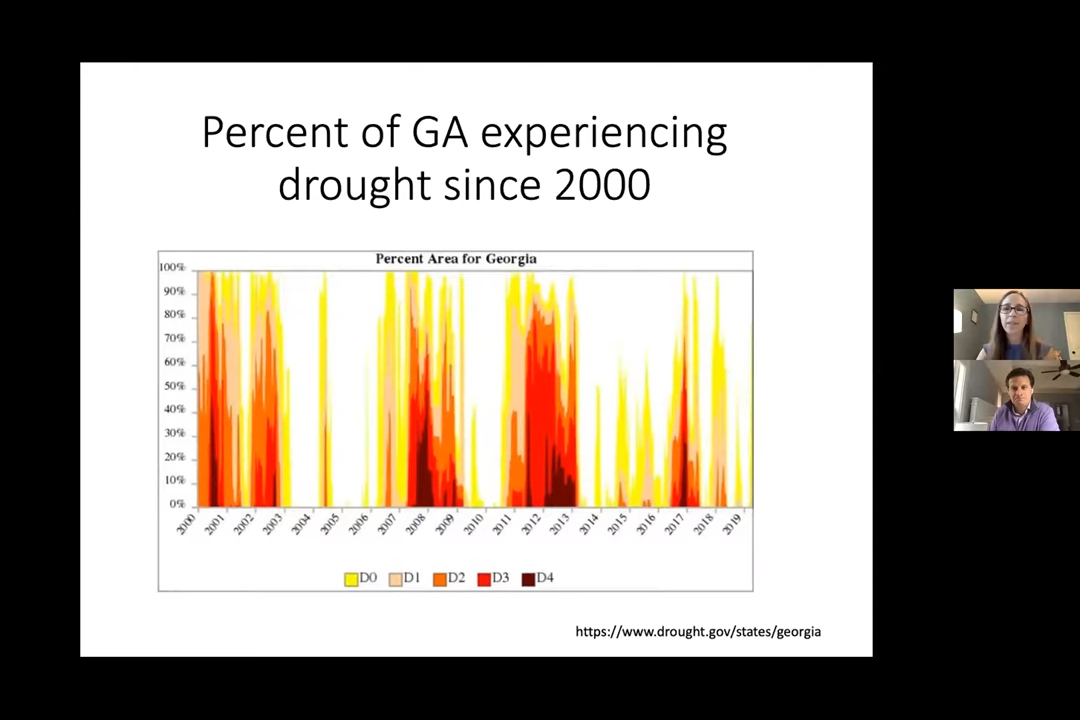 Percent of GA experiencing
drought since 2000
Percent Area for Georgia
100%
90%
80%
70%
60%
50%
40%
30%
20%
10%
0%
2000 2001 2002 2003 2004 2005 2006 2007 2008 2009 2010 2011 2012 2013 2014 2015 2016 2017 2018 2019
D0 D1 D2 D3 D4
https://www.drought.gov/states/georgia